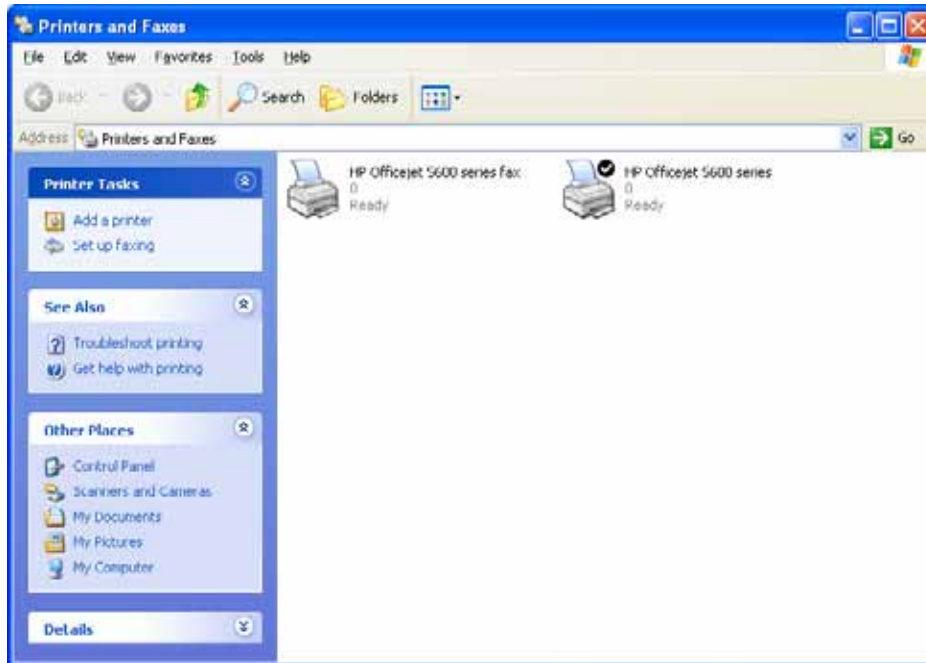 Printers and Faxes
File Edit View Favorites Tools Help
Back Search Folders
Address Printers and Faxes Go
Printer Tasks
Add a printer
Set up faxing
See Also
Troubleshoot printing
Get help with printing
Other Places
Control Panel
Scanners and Cameras
My Documents
My Pictures
My Computer
Details
HP Officejet 5600 series fax
0
Ready
HP Officejet 5600 series
0
Ready